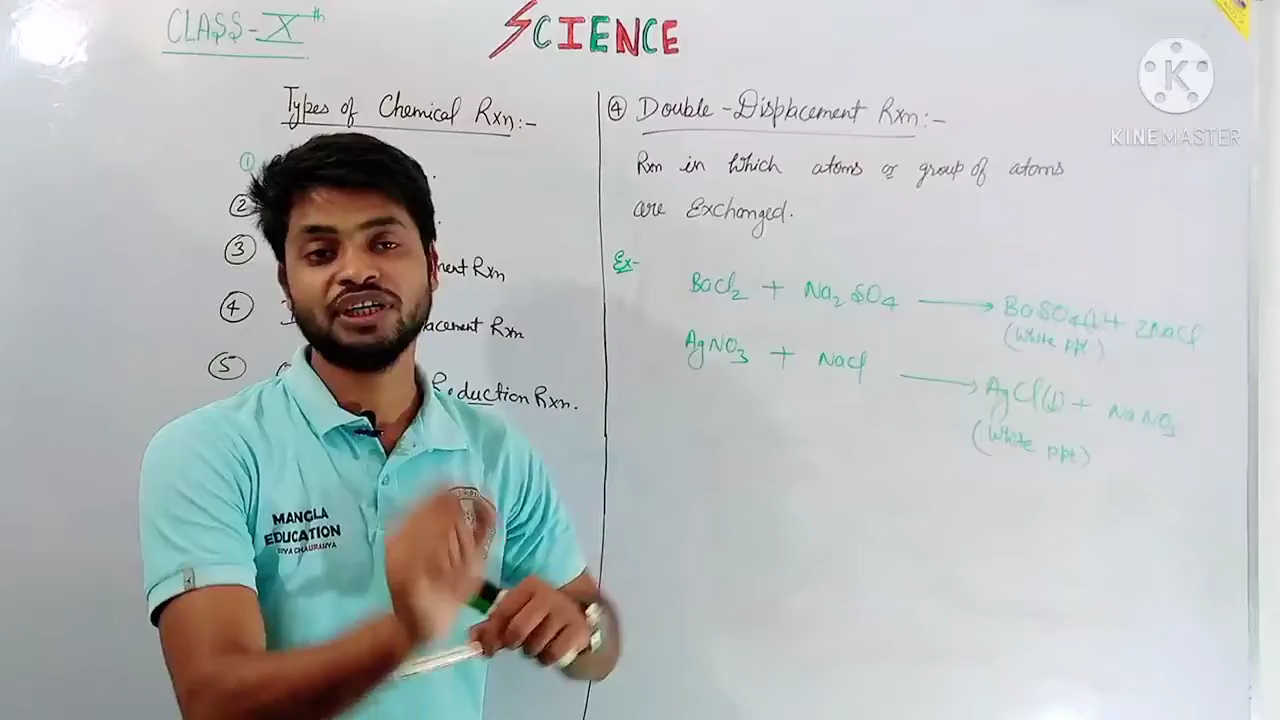 CLASS-Xth
SCIENCE
KINEMASTER
Types of Chemical Rxn:-
①
②
③ ment Rxn
④ acement Rxn
⑤ Reduction Rxn.
④ Double-Displacement Rxn:-
Rxn in which atoms or group of atoms
are Exchanged.
Ex-
BaCl2 + Na2SO4 ⟶ BaSO4(↓)+ 2NaCl
(White ppt)
AgNO3 + NaCl ⟶ AgCl(↓) + NaNO3
(White ppt)
MANGLA
EDUCATION